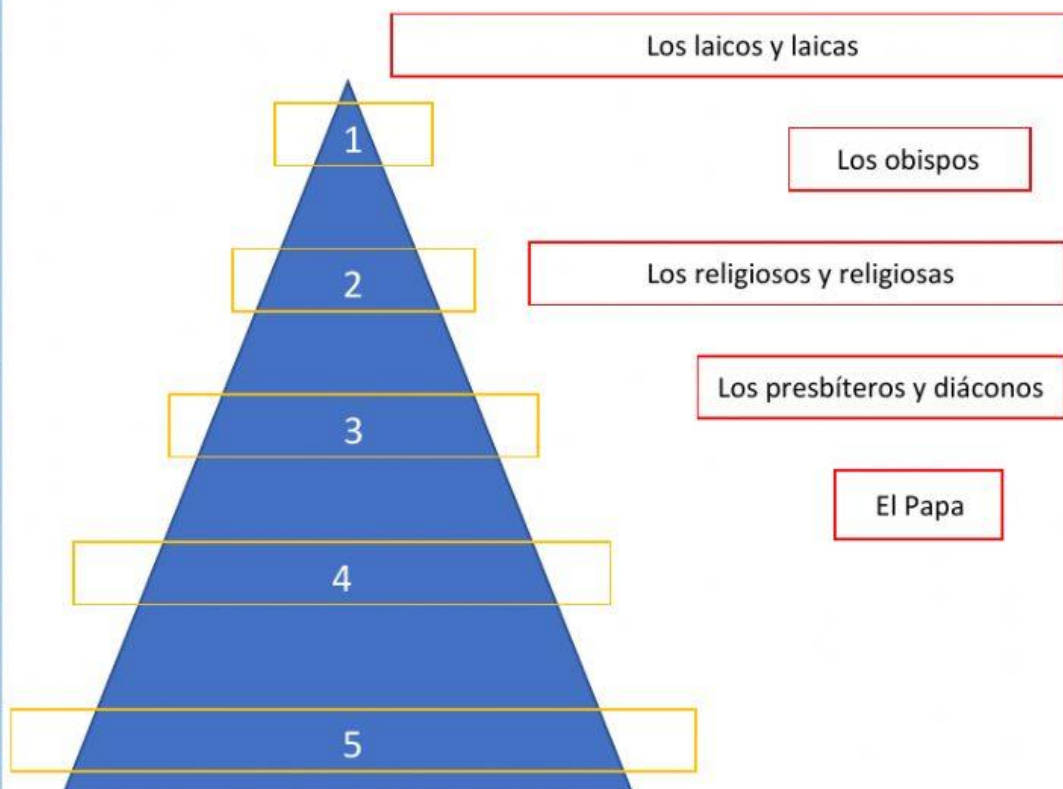 Los laicos y laicas
1
Los obispos
2
Los religiosos y religiosas
Los presbíteros y diáconos
3
El Papa
4
5